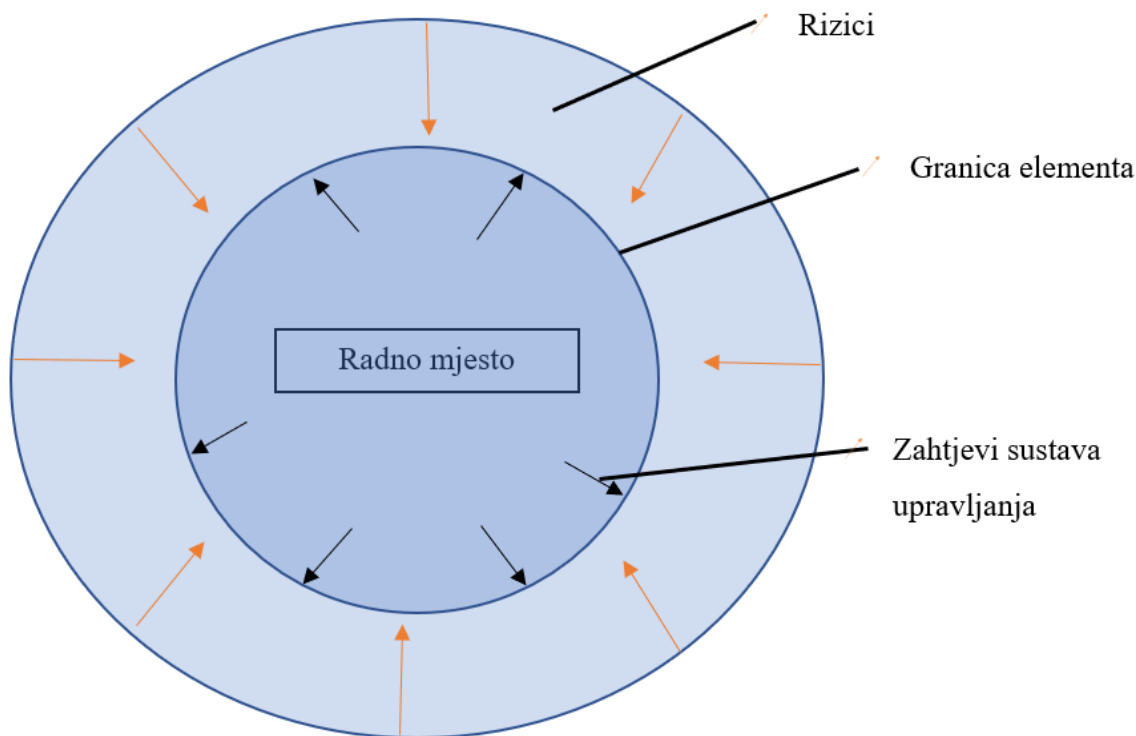 Rizici
Granica elementa
Radno mjesto
Zahtjevi sustava
upravljanja